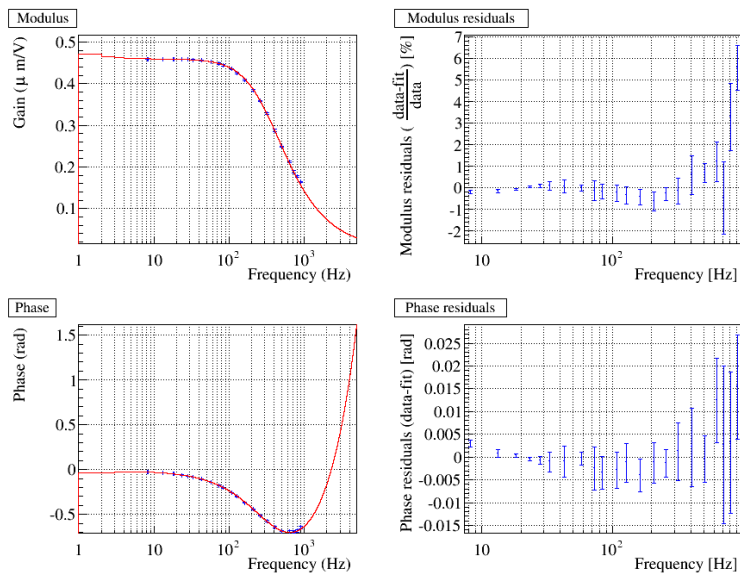 Modulus
Gain (μ m/V)
0.5
0.4
0.3
0.2
0.1
1 10 10² 10³
Frequency (Hz)
Modulus residuals
Modulus residuals (data-fit/data) [%]
7
6
5
4
3
2
1
0
-1
-2
10 10²
Frequency [Hz]
Phase
Phase (rad)
1.5
1
0.5
0
-0.5
1 10 10² 10³
Frequency (Hz)
Phase residuals
Phase residuals (data-fit) [rad]
0.025
0.02
0.015
0.01
0.005
0
-0.005
-0.01
-0.015
10 10²
Frequency [Hz]